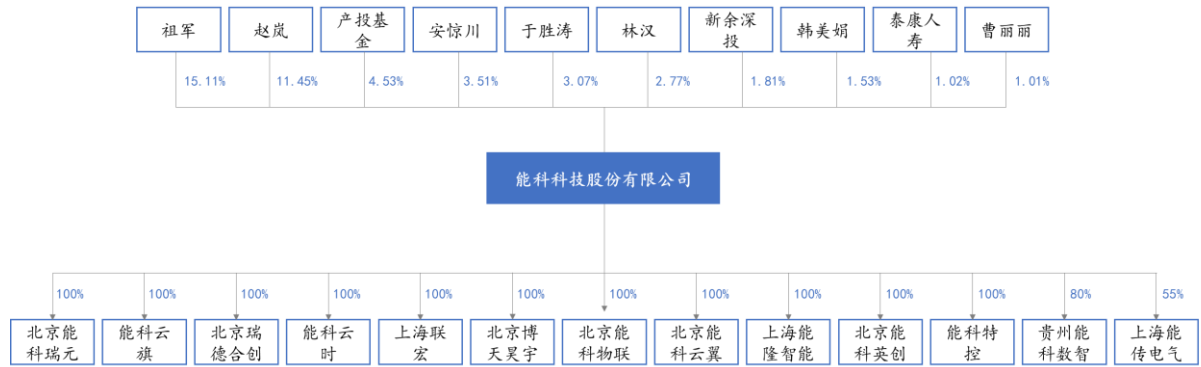 祖军
赵岚
产投基
金
安惊川
于胜涛
林汉
新余深
投
韩美娟
泰康人
寿
曹丽丽
15.11%
11.45%
4.53%
3.51%
3.07%
2.77%
1.81%
1.53%
1.02%
1.01%
能科科技股份有限公司
100%
100%
100%
100%
100%
100%
100%
100%
100%
100%
100%
80%
55%
北京能
科瑞元
能科云
旗
北京瑞
德合创
能科云
时
上海联
宏
北京博
天昊宇
北京能
科物联
北京能
科云翼
上海能
隆智能
北京能
科英创
能科特
控
贵州能
科数智
上海能
传电气